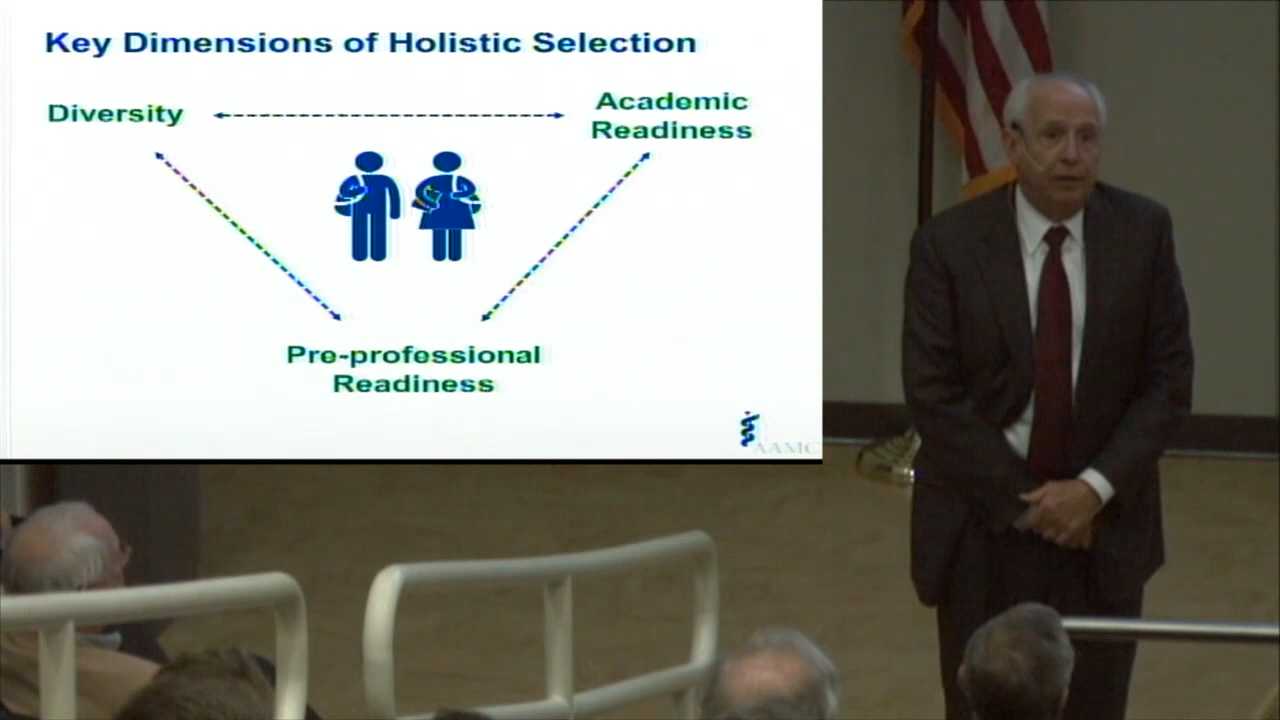 Key Dimensions of Holistic Selection
Diversity
Academic
Readiness
Pre-professional
Readiness
AAMC